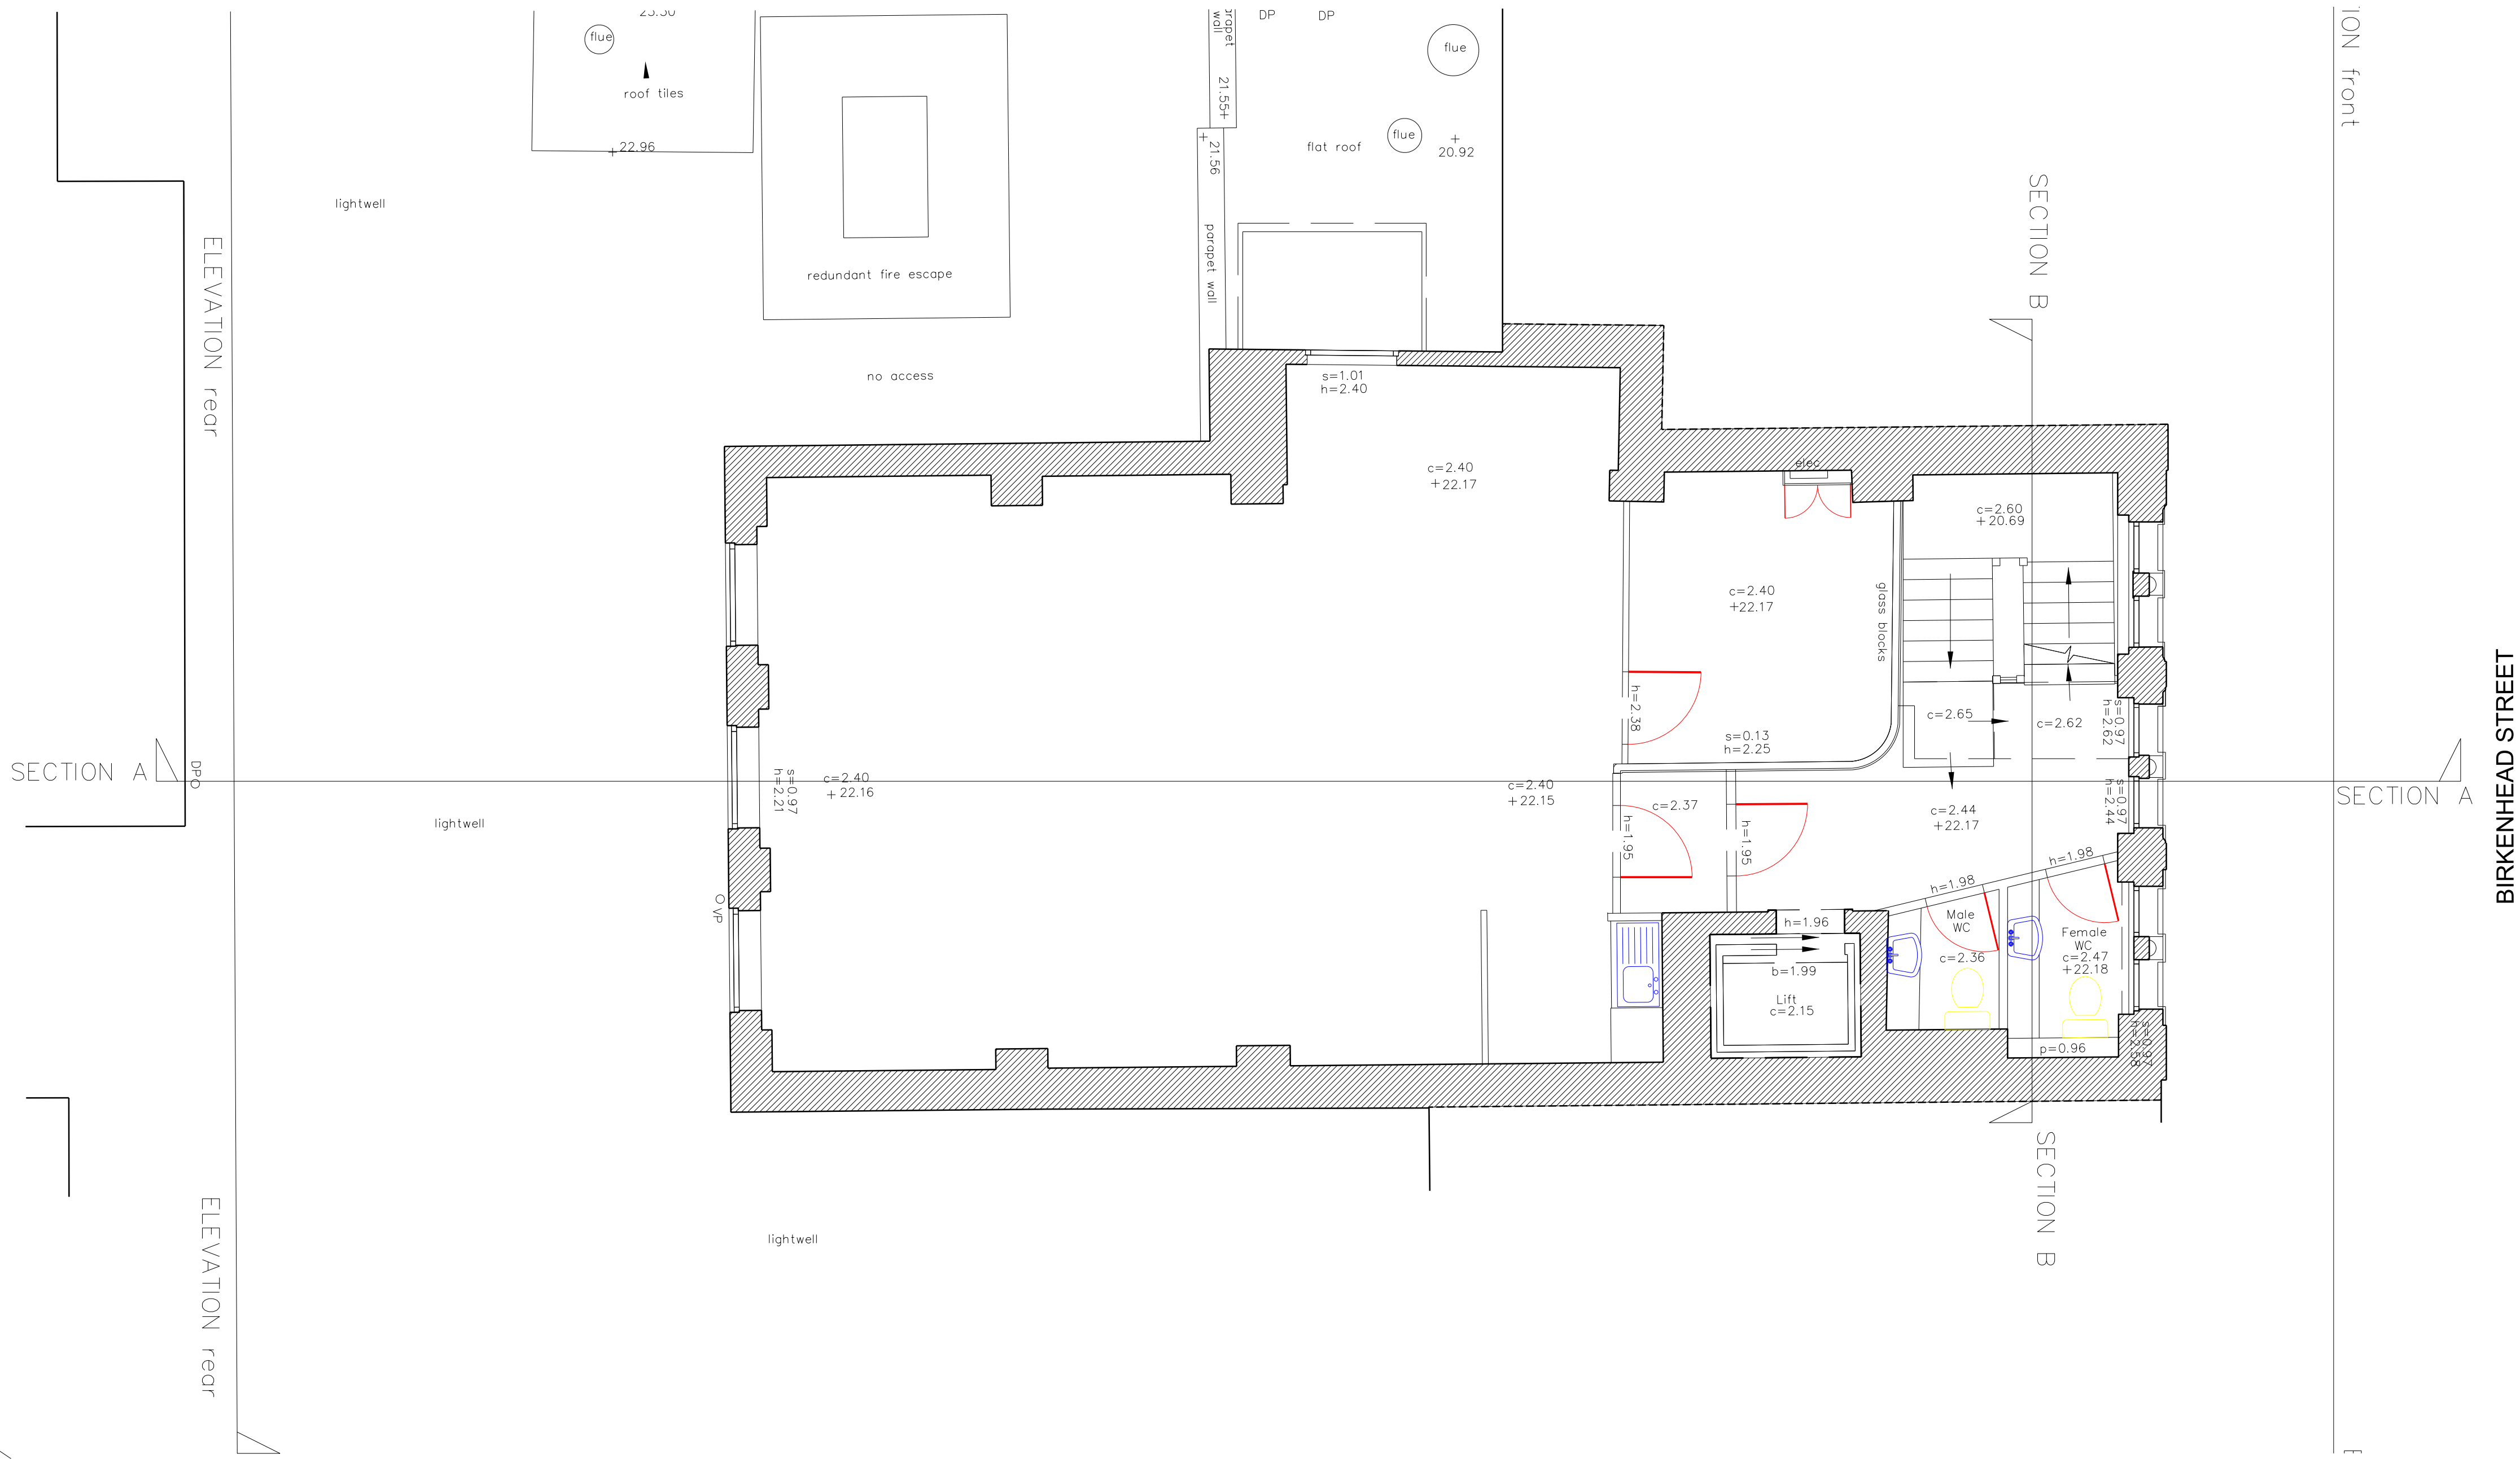 flue
roof tiles
22.96
lightwell
redundant fire escape
no access
wall
21.55
21.56
parapet wall
DP
DP
flue
flue
flat roof
20.92
front
SECTION B
ELEVATION rear
s=1.01
h=2.40
c=2.40
22.17
elec
c=2.40
22.17
glass blocks
c=2.60
20.69
h=2.38
s=0.13
h=2.25
c=2.65
c=2.62
s=0.97
h=2.62
SECTION A
DP
s=0.97
h=2.21
c=2.40
22.16
c=2.40
22.15
c=2.37
h=1.95
h=1.95
c=2.44
22.17
s=0.97
h=2.44
SECTION A
BIRKENHEAD STREET
lightwell
VP
h=1.98
h=1.98
h=1.96
b=1.99
Lift
c=2.15
Male
WC
c=2.36
Female
WC
c=2.47
22.18
p=0.96
s=0.97
h=2.58
SECTION B
ELEVATION rear
lightwell